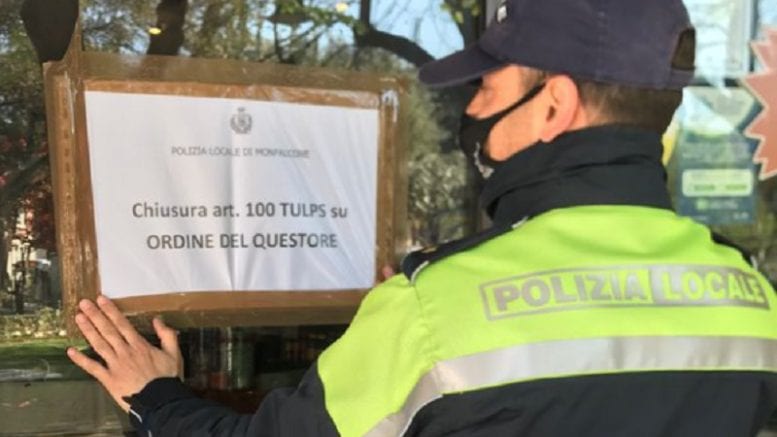 POLIZIA LOCALE DI MONFALCONE
Chiusura art. 100 TULPS su
ORDINE DEL QUESTORE
POLIZIA LOCALE